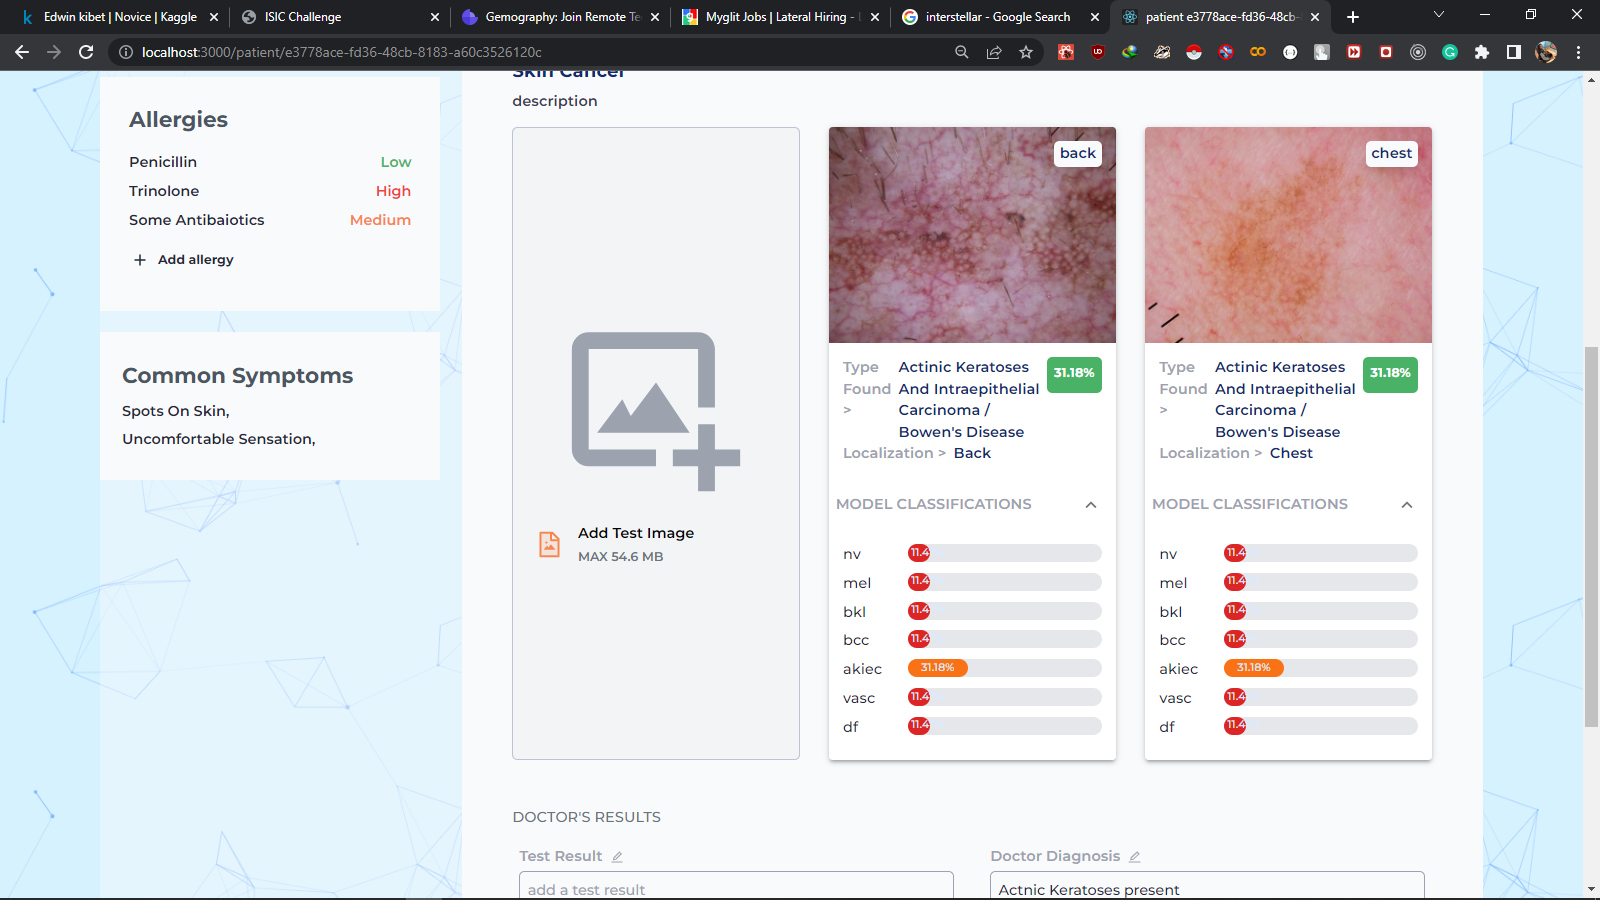 Edwin kibet | Novice | Kaggle
ISIC Challenge
Gemography: Join Remote Te
Myglit Jobs | Lateral Hiring -
interstellar - Google Search
patient e3778ace-fd36-48cb-
localhost:3000/patient/e3778ace-fd36-48cb-8183-a60c3526120c
Allergies
Penicillin Low
Trinolone High
Some Antibaiotics Medium
+ Add allergy
Common Symptoms
Spots On Skin,
Uncomfortable Sensation,
Skin Cancer
description
Add Test Image
MAX 54.6 MB
back
Type Found > Actinic Keratoses
And Intraepithelial
Carcinoma /
Bowen's Disease
31.18%
Localization > Back
MODEL CLASSIFICATIONS
nv 11.4
mel 11.4
bkl 11.4
bcc 11.4
akiec 31.18%
vasc 11.4
df 11.4
chest
Type Found > Actinic Keratoses
And Intraepithelial
Carcinoma /
Bowen's Disease
31.18%
Localization > Chest
MODEL CLASSIFICATIONS
nv 11.4
mel 11.4
bkl 11.4
bcc 11.4
akiec 31.18%
vasc 11.4
df 11.4
DOCTOR'S RESULTS
Test Result
add a test result
Doctor Diagnosis
Actnic Keratoses present